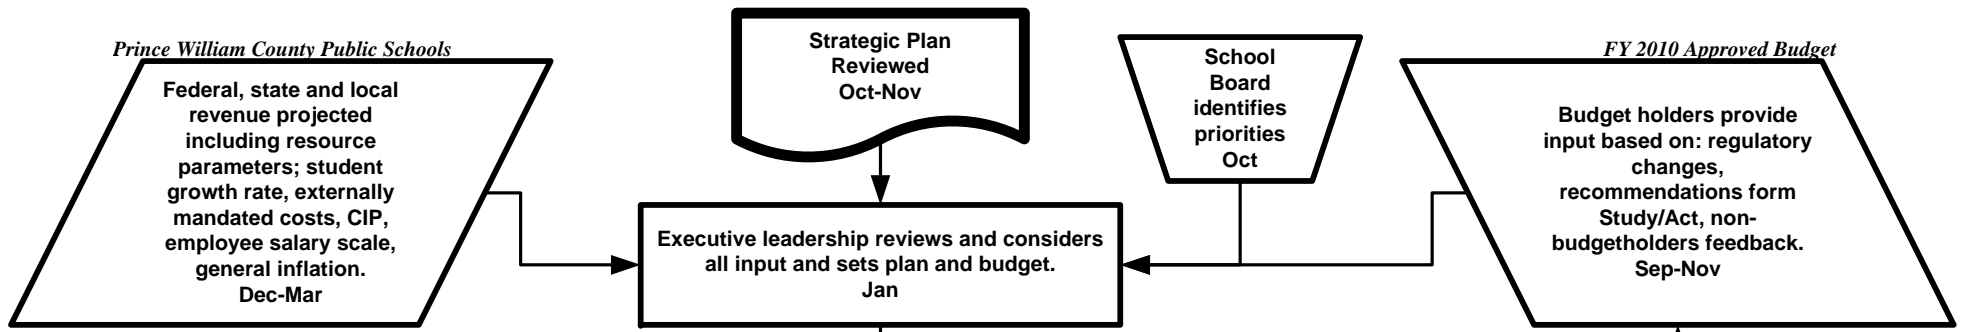 Prince William County Public Schools
FY 2010 Approved Budget
Federal, state and local
revenue projected
including resource
parameters; student
growth rate, externally
mandated costs, CIP,
employee salary scale,
general inflation.
Dec-Mar
Strategic Plan
Reviewed
Oct-Nov
School
Board
identifies
priorities
Oct
Budget holders provide
input based on: regulatory
changes,
recommendations form
Study/Act, non-
budgetholders feedback.
Sep-Nov
Executive leadership reviews and considers
all input and sets plan and budget.
Jan